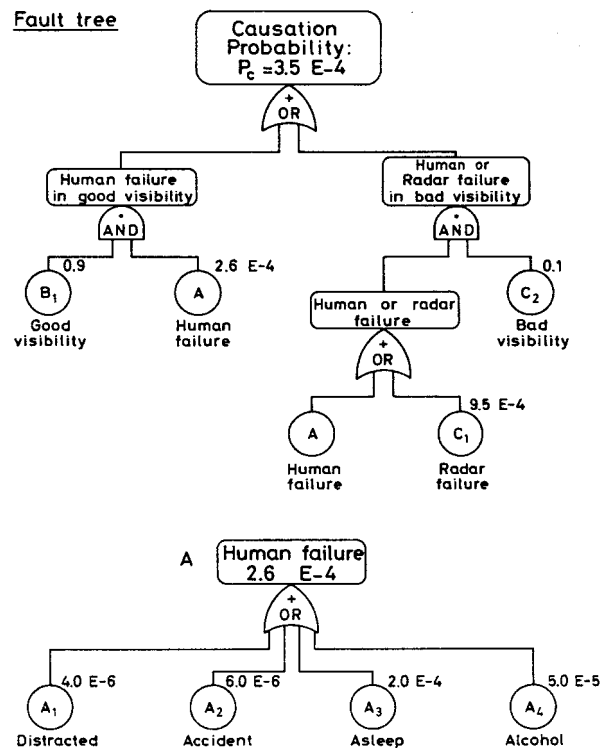 Fault tree
Causation
Probability:
Pc =3.5 E-4
+
OR
Human failure
in good visibility
Human or
Radar failure
in bad visibility
*
AND
*
AND
0.9
2.6 E-4
0.1
B1
A
C2
Good
visibility
Human
failure
Human or radar
failure
Bad
visibility
+
OR
9.5 E-4
A
C1
Human
failure
Radar
failure
A
Human failure
2.6 E-4
+
OR
4.0 E-6
6.0 E-6
2.0 E-4
5.0 E-5
A1
A2
A3
A4
Distracted
Accident
Asleep
Alcohol